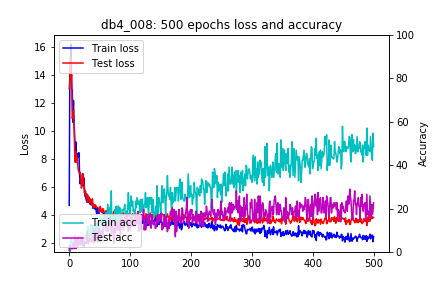 db4_008: 500 epochs loss and accuracy
Train loss
Test loss
Train acc
Test acc
Loss
16
14
12
10
8
6
4
2
Accuracy
100
80
60
40
20
0
0
100
200
300
400
500